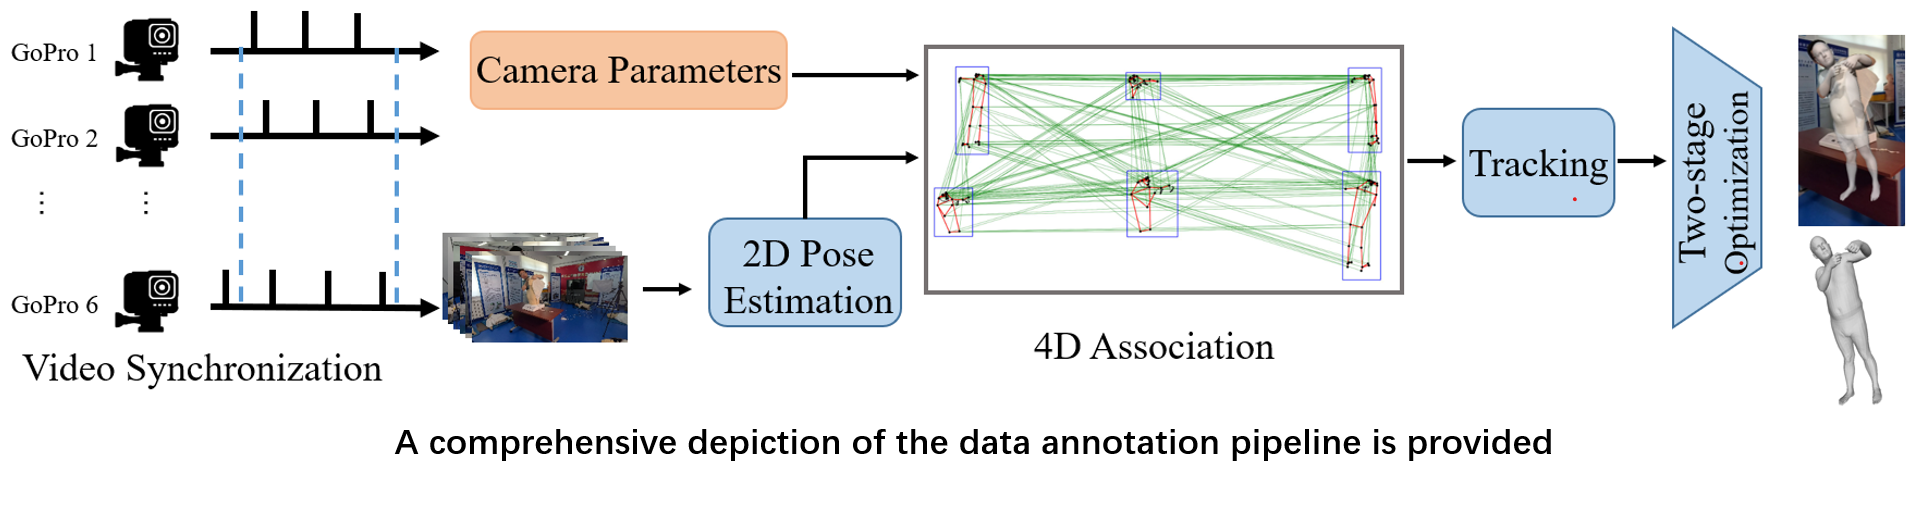 GoPro 1
GoPro 2
⋮ ⋮
GoPro 6
Video Synchronization
Camera Parameters
2D Pose
Estimation
4D Association
Tracking
Two-stage
Optimization
A comprehensive depiction of the data annotation pipeline is provided